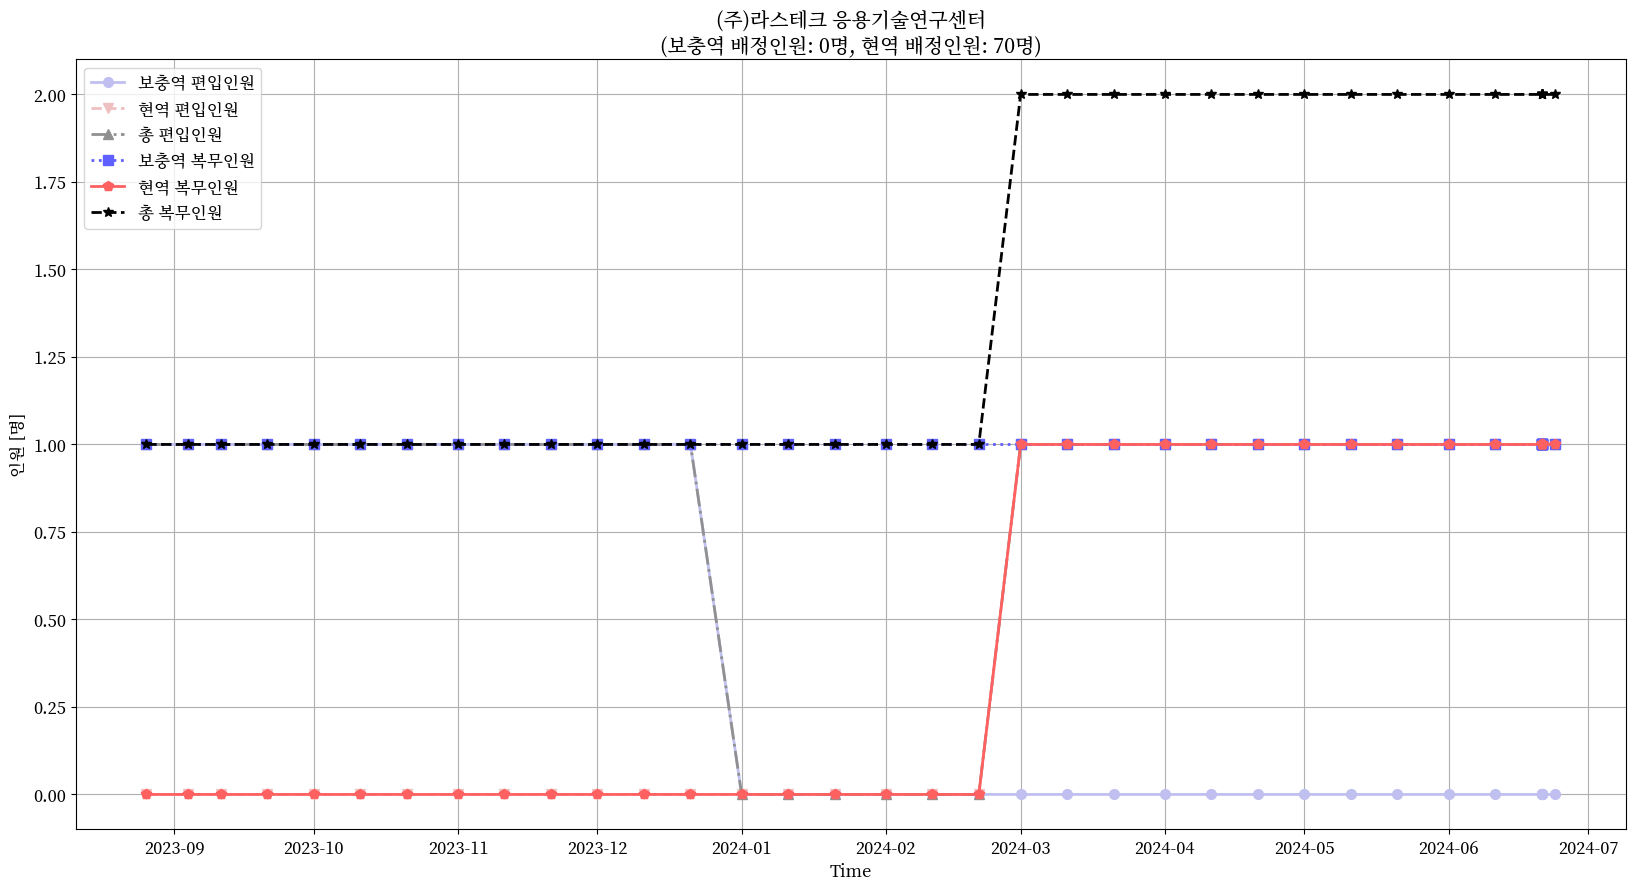 (주)라스테크 응용기술연구센터
(보충역 배정인원: 0명, 현역 배정인원: 70명)
보충역 편입인원
현역 편입인원
총 편입인원
보충역 복무인원
현역 복무인원
총 복무인원
인원 [명]
2.00
1.75
1.50
1.25
1.00
0.75
0.50
0.25
0.00
2023-09 2023-10 2023-11 2023-12 2024-01 2024-02 2024-03 2024-04 2024-05 2024-06 2024-07
Time